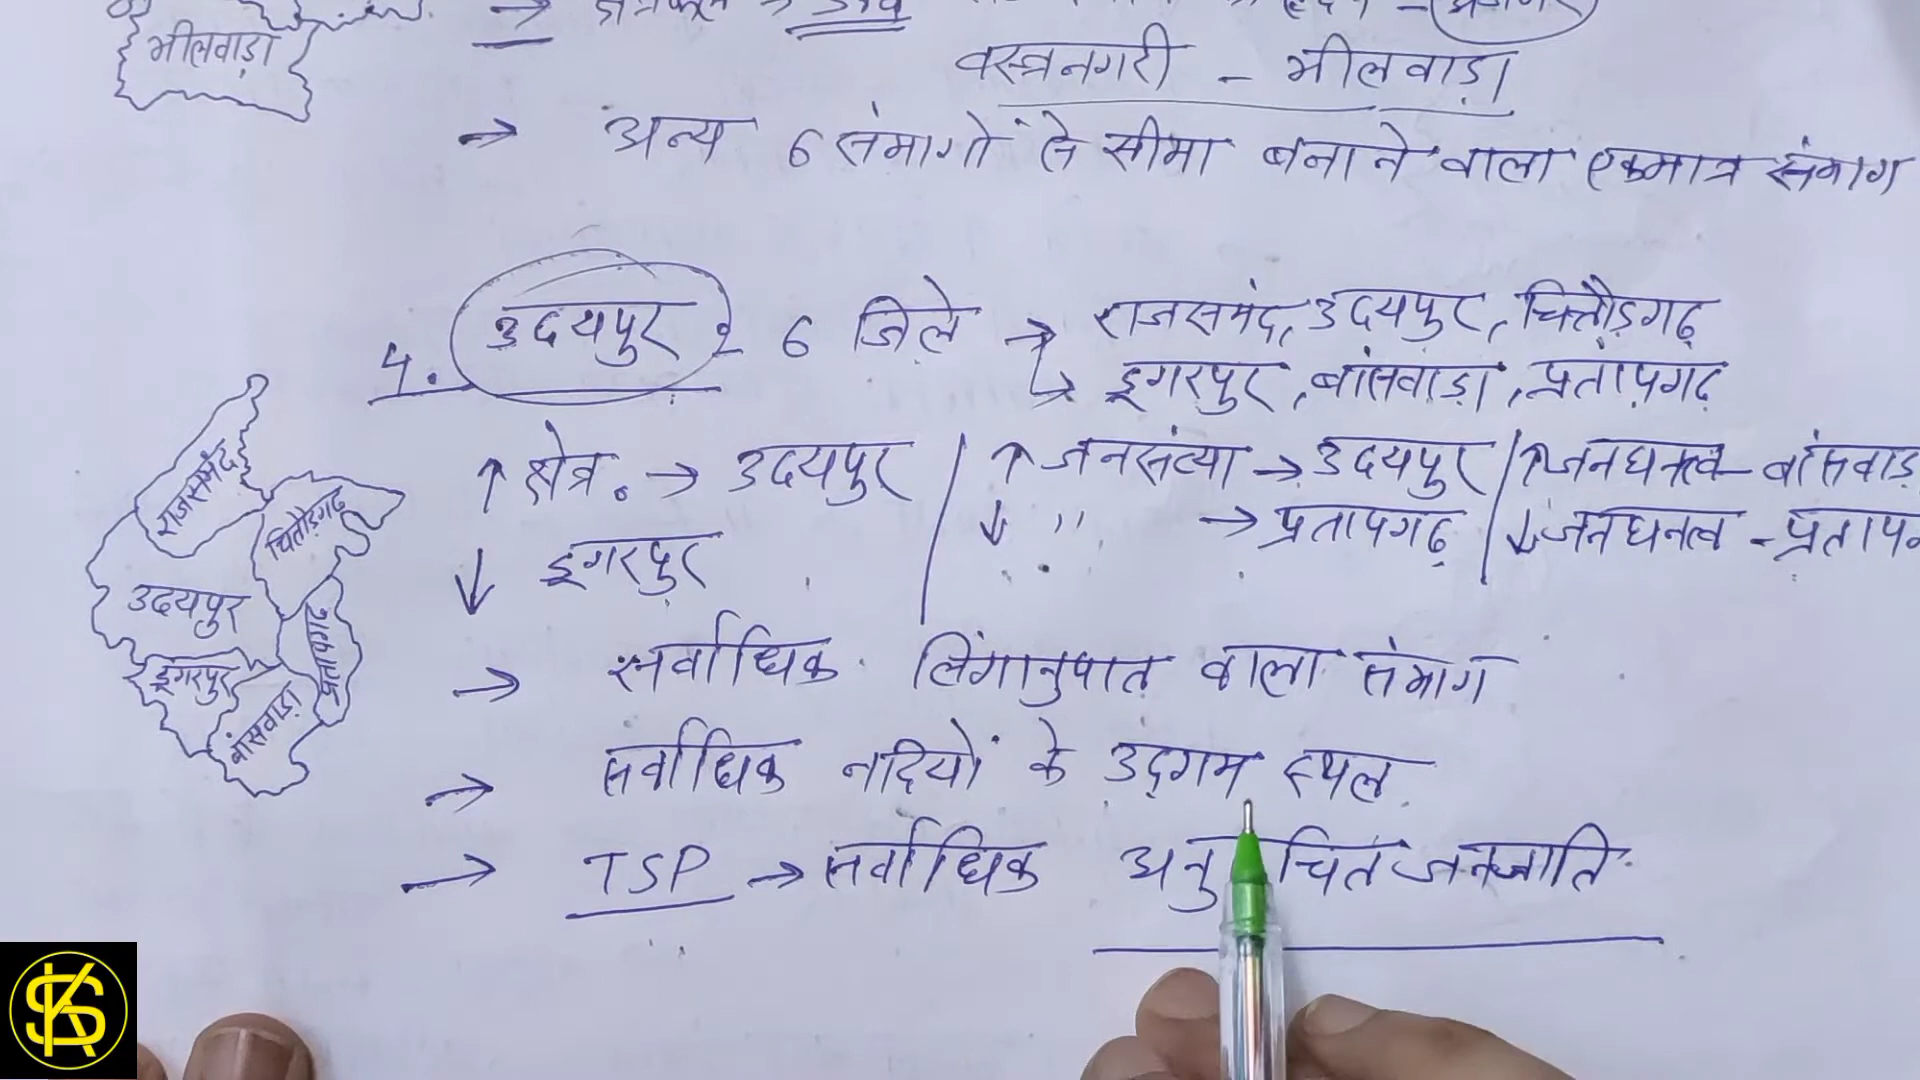 भीलवाड़ा
वस्त्रनगरी - भीलवाड़ा
→ अन्य 6 संभागों से सीमा बनाने वाला एकमात्र संभाग
4. उदयपुर : 6 जिले → राजसमंद, उदयपुर, चित्तौड़गढ़
↳ डूंगरपुर, बांसवाड़ा, प्रतापगढ़
↑ क्षेत्र. → उदयपुर / ↑ जनसंख्या → उदयपुर / ↑ जनघनत्व - बांसवाड़
↓ डूंगरपुर / ↓ " → प्रतापगढ़ / ↓ जनघनत्व - प्रताप
→ सर्वाधिक लिंगानुपात वाला संभाग
→ सर्वाधिक नदियों के उद्गम स्थल
→ TSP → सर्वाधिक अनु चित जनजाति
राजसमंद
चित्तौड़गढ़
उदयपुर
प्रतापगढ़
डूंगरपुर
बांसवाड़ा
SK